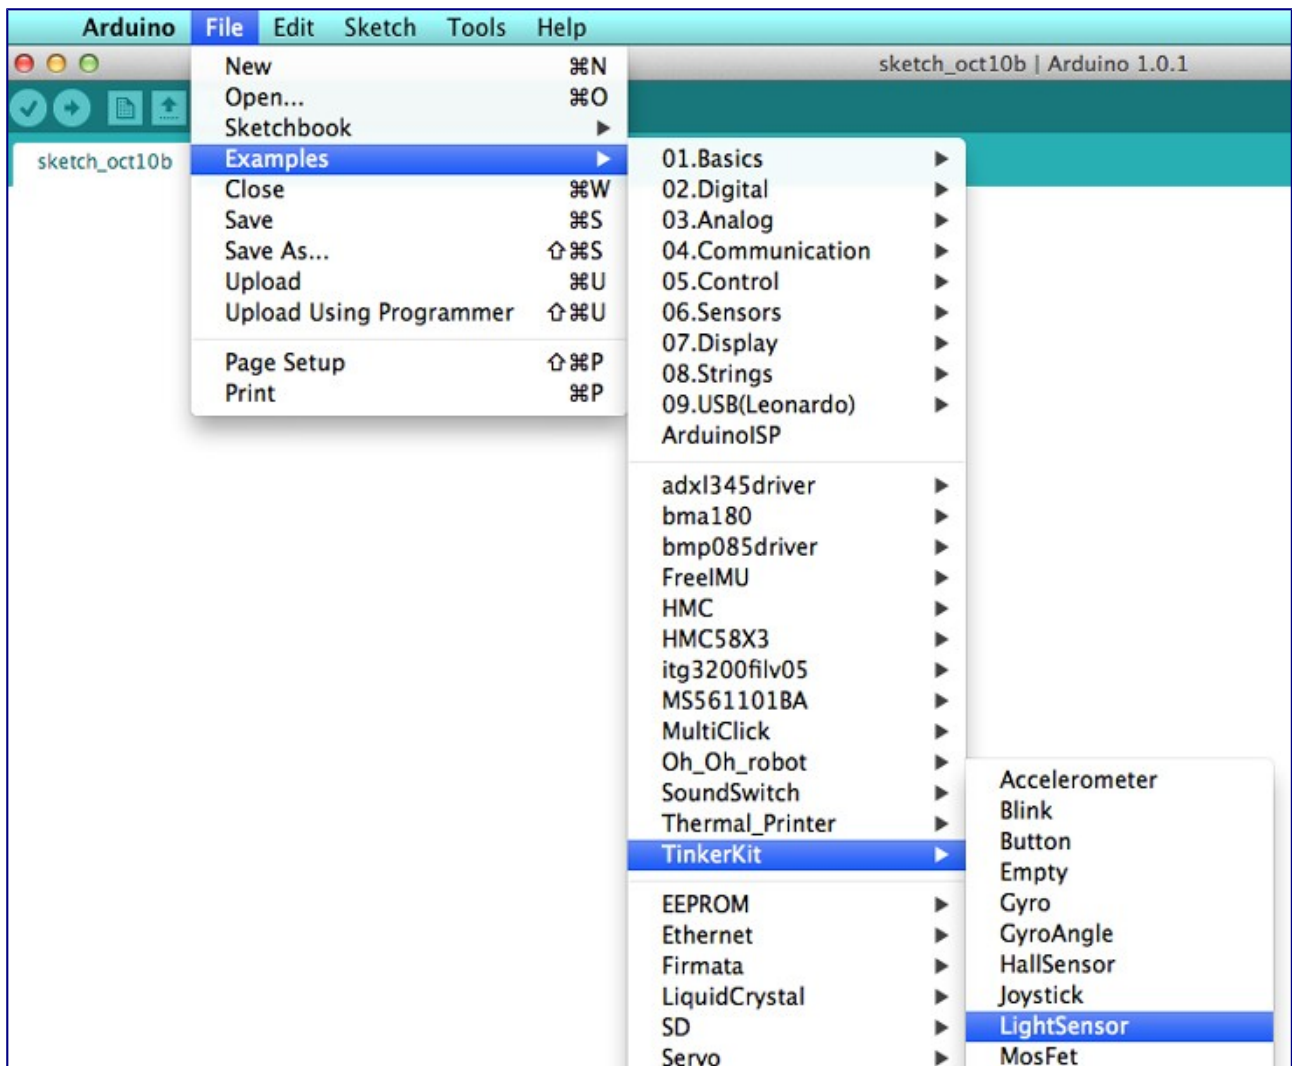 Arduino File Edit Sketch Tools Help
sketch_oct10b | Arduino 1.0.1
sketch_oct10b
New ⌘N
Open... ⌘O
Sketchbook ▶
Examples ▶
Close ⌘W
Save ⌘S
Save As... ⇧⌘S
Upload ⌘U
Upload Using Programmer ⇧⌘U
Page Setup ⇧⌘P
Print ⌘P
01.Basics ▶
02.Digital ▶
03.Analog ▶
04.Communication ▶
05.Control ▶
06.Sensors ▶
07.Display ▶
08.Strings ▶
09.USB(Leonardo) ▶
ArduinoISP
adxl345driver ▶
bma180 ▶
bmp085driver ▶
FreeIMU ▶
HMC ▶
HMC58X3 ▶
itg3200filv05 ▶
MS561101BA ▶
MultiClick ▶
Oh_Oh_robot ▶
SoundSwitch ▶
Thermal_Printer ▶
TinkerKit ▶
EEPROM ▶
Ethernet ▶
Firmata ▶
LiquidCrystal ▶
SD ▶
Servo ▶
Accelerometer
Blink
Button
Empty
Gyro
GyroAngle
HallSensor
Joystick
LightSensor
MosFet